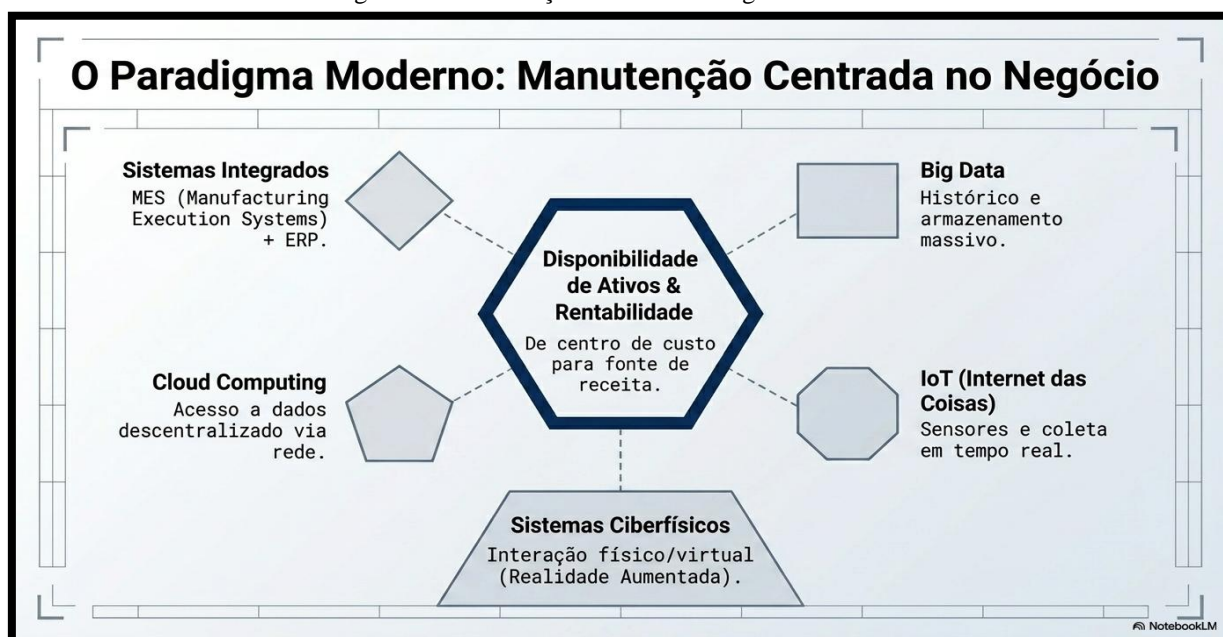 O Paradigma Moderno: Manutenção Centrada no Negócio
Sistemas Integrados
MES (Manufacturing
Execution Systems)
+ ERP.
Big Data
Histórico e
armazenamento
massivo.
Disponibilidade
de Ativos &
Rentabilidade
De centro de custo
para fonte de
receita.
Cloud Computing
Acesso a dados
descentralizado via
rede.
IoT (Internet das
Coisas)
Sensores e coleta
em tempo real.
Sistemas Ciberfísicos
Interação físico/virtual
(Realidade Aumentada).
NotebookLM